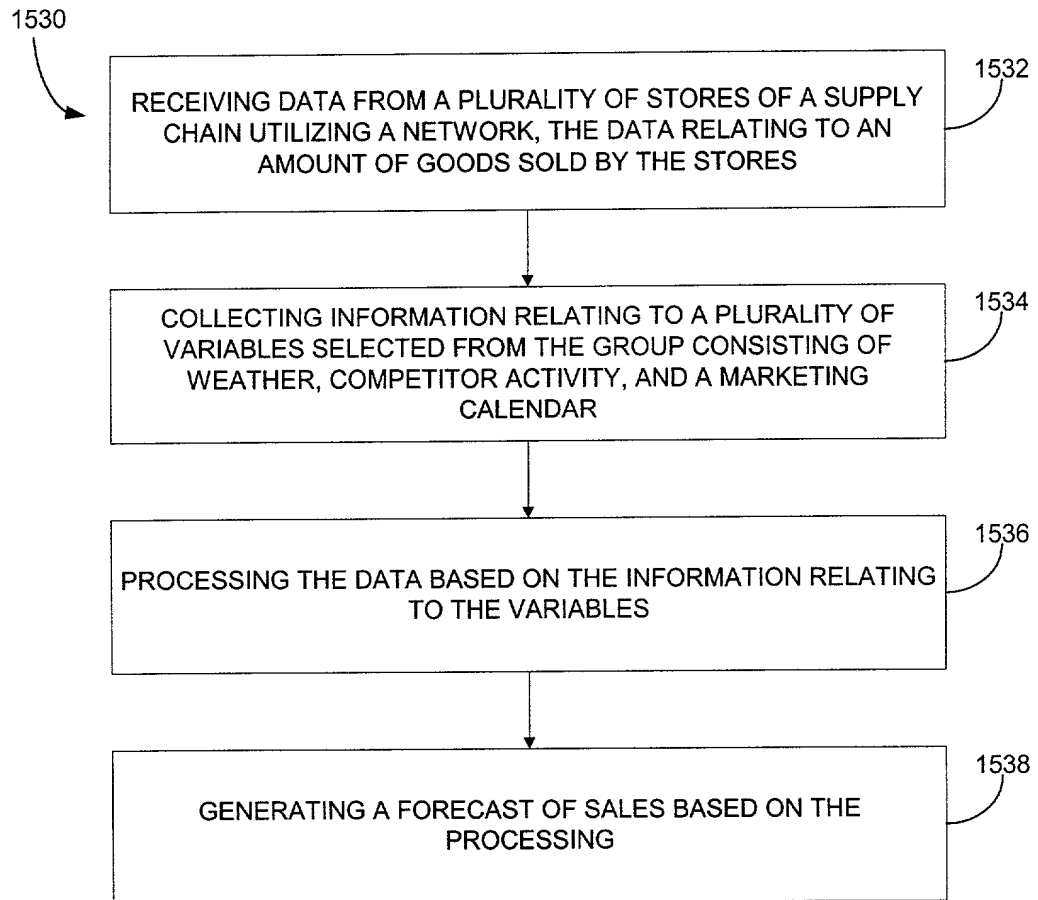 1530
1532
RECEIVING DATA FROM A PLURALITY OF STORES OF A SUPPLY
CHAIN UTILIZING A NETWORK, THE DATA RELATING TO AN
AMOUNT OF GOODS SOLD BY THE STORES
1534
COLLECTING INFORMATION RELATING TO A PLURALITY OF
VARIABLES SELECTED FROM THE GROUP CONSISTING OF
WEATHER, COMPETITOR ACTIVITY, AND A MARKETING
CALENDAR
1536
PROCESSING THE DATA BASED ON THE INFORMATION RELATING
TO THE VARIABLES
1538
GENERATING A FORECAST OF SALES BASED ON THE
PROCESSING